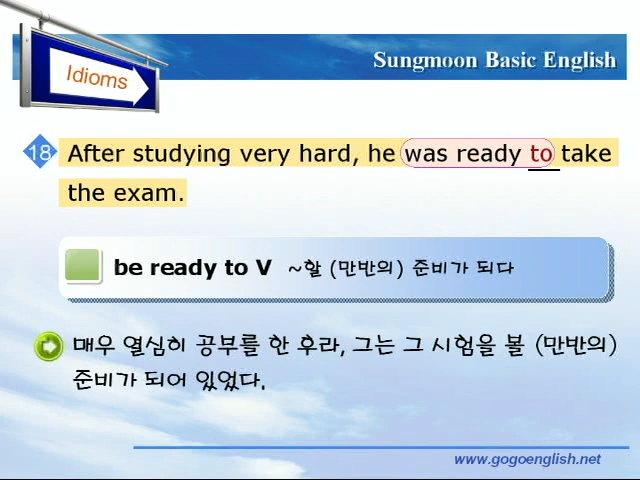 Idioms
Sungmoon Basic English
18 After studying very hard, he was ready to take
the exam.
be ready to V ~할 (만반의) 준비가 되다
매우 열심히 공부를 한 후라, 그는 그 시험을 볼 (만반의)
준비가 되어 있었다.
www.gogoenglish.net